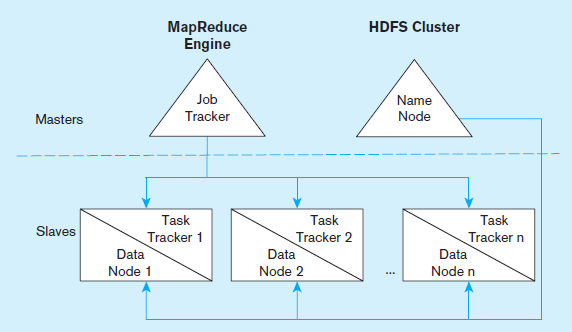 MapReduce
Engine
HDFS Cluster
Job
Tracker
Name
Node
Masters
Slaves
Task
Tracker 1
Data
Node 1
Task
Tracker 2
Data
Node 2
...
Task
Tracker n
Data
Node n